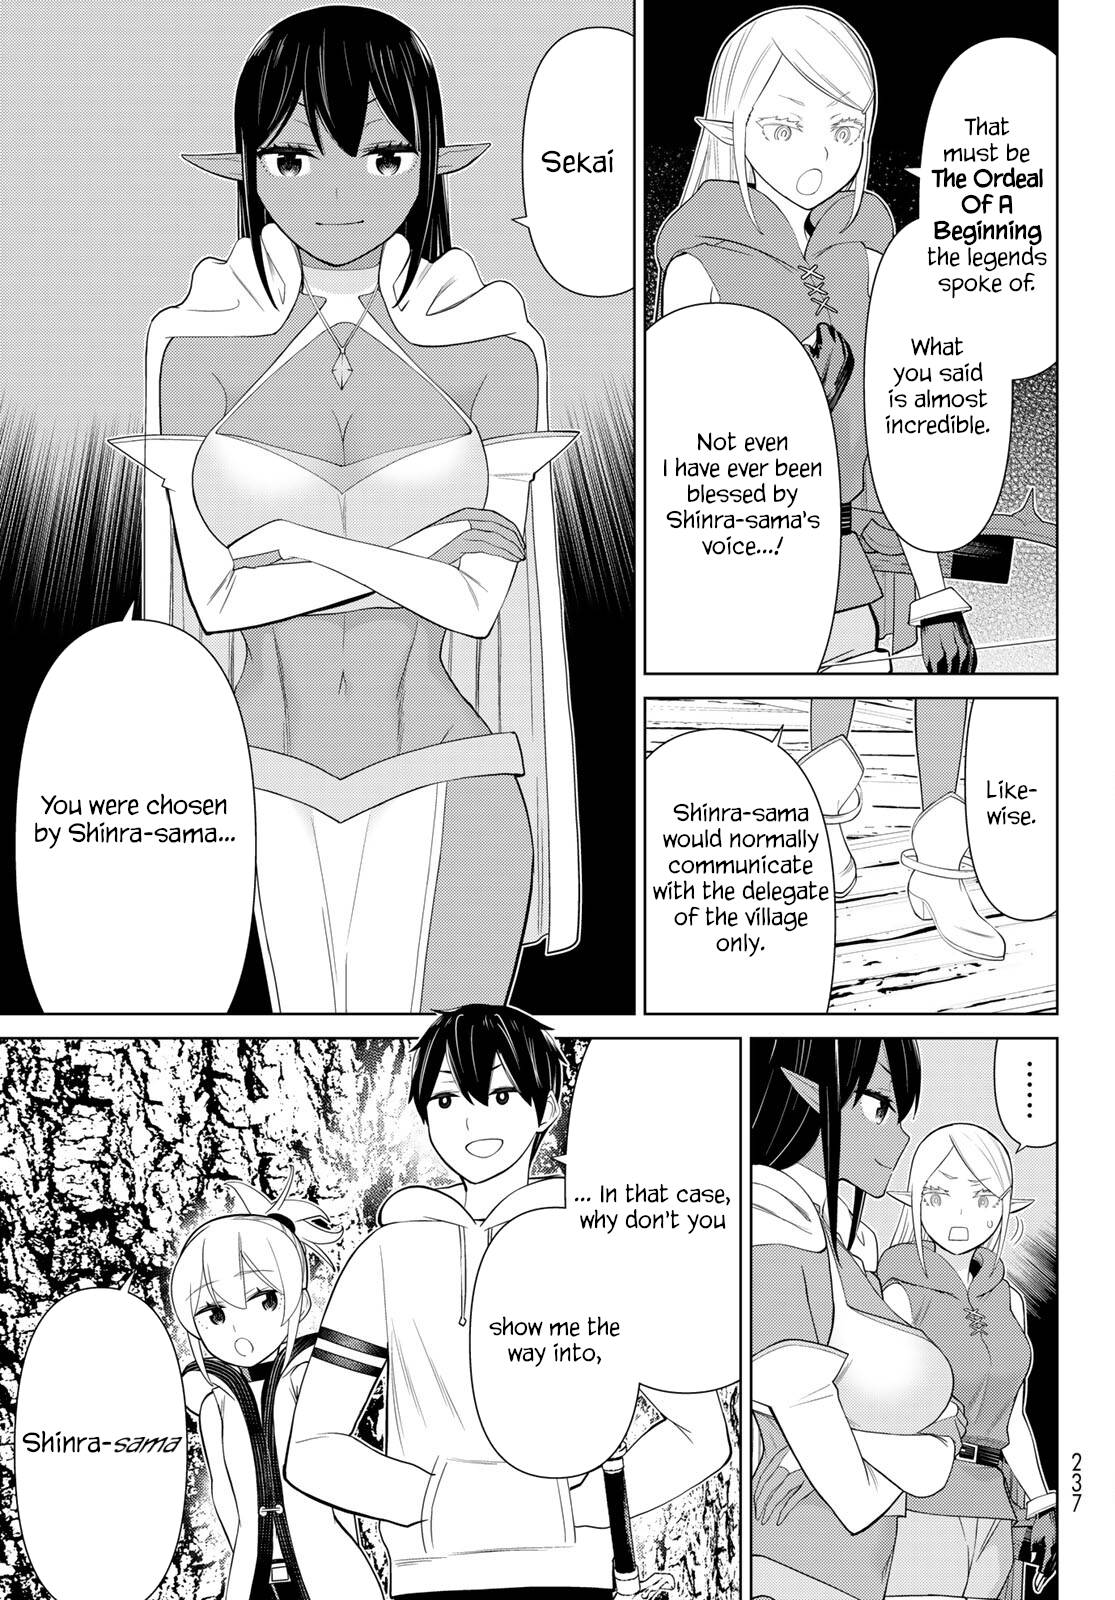 That
must be
The Ordeal
Of A
Beginning
the legends
spoke of.
What
you said
is almost
incredible.
Not even
I have ever been
blessed by
Shinra-sama's
voice...!
Like-
wise.
Shinra-sama
would normally
communicate
with the delegate
of the village
only.
Sekai
You were chosen
by Shinra-sama...
.........
... In that case,
why don't you
show me the
way into,
Shinra-sama
237